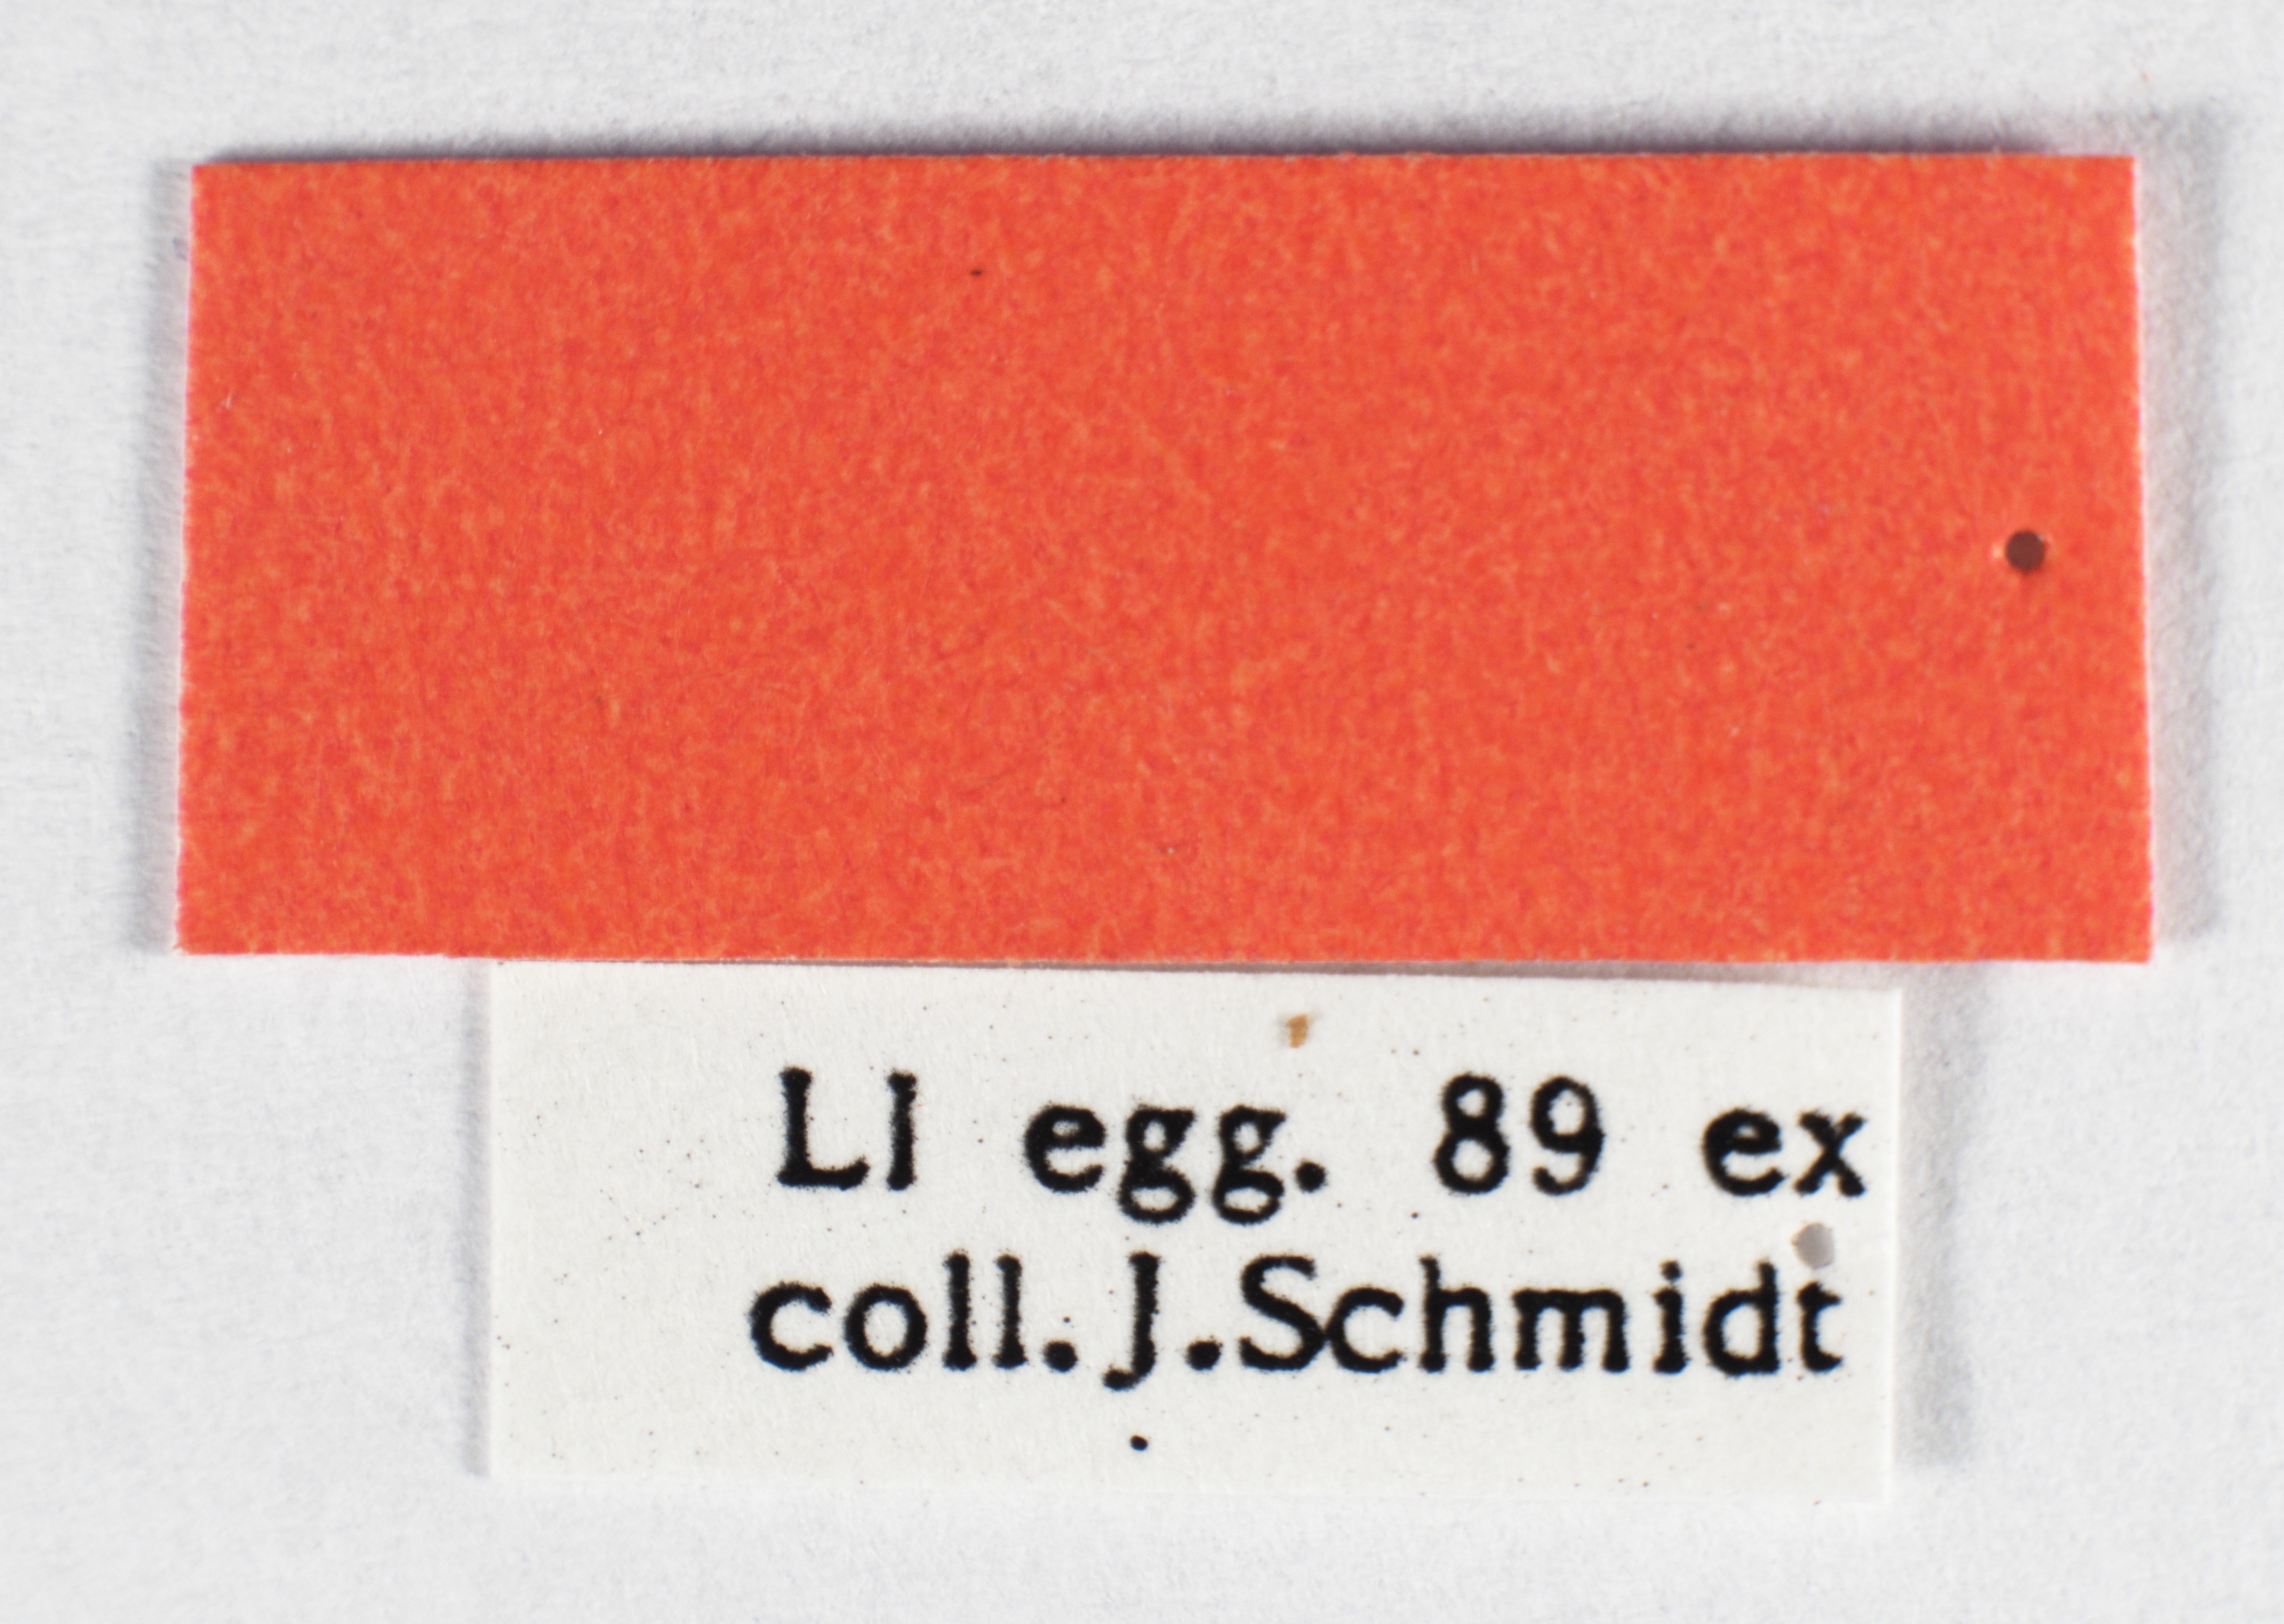 Ll egg. 89 ex
coll. J. Schmidt